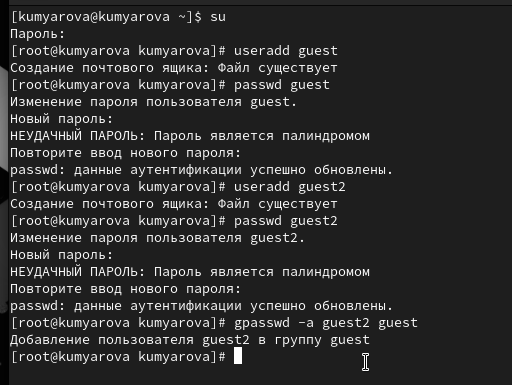 [kumyarova@kumyarova ~]$ su
Пароль:
[root@kumyarova kumyarova]# useradd guest
Создание почтового ящика: Файл существует
[root@kumyarova kumyarova]# passwd guest
Изменение пароля пользователя guest.
Новый пароль:
НЕУДАЧНЫЙ ПАРОЛЬ: Пароль является палиндромом
Повторите ввод нового пароля:
passwd: данные аутентификации успешно обновлены.
[root@kumyarova kumyarova]# useradd guest2
Создание почтового ящика: Файл существует
[root@kumyarova kumyarova]# passwd guest2
Изменение пароля пользователя guest2.
Новый пароль:
НЕУДАЧНЫЙ ПАРОЛЬ: Пароль является палиндромом
Повторите ввод нового пароля:
passwd: данные аутентификации успешно обновлены.
[root@kumyarova kumyarova]# gpasswd -a guest2 guest
Добавление пользователя guest2 в группу guest
[root@kumyarova kumyarova]#